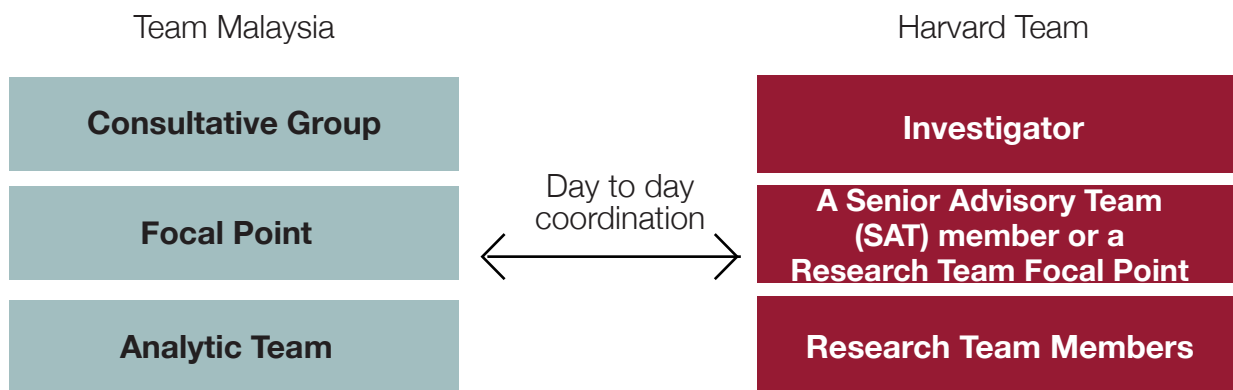 Team Malaysia
Harvard Team
Consultative Group
Investigator
Focal Point
Day to day
coordination
A Senior Advisory Team
(SAT) member or a
Research Team Focal Point
Analytic Team
Research Team Members